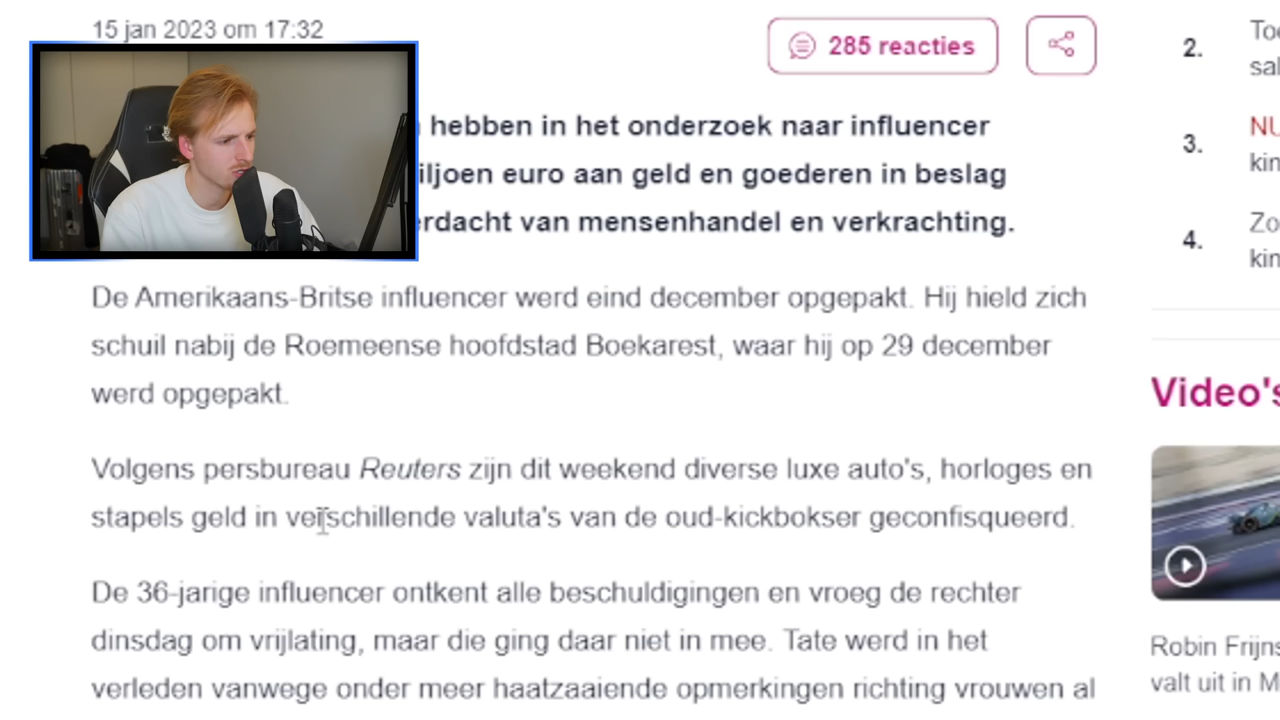 15 jan 2023 om 17:32
285 reacties
hebben in het onderzoek naar influencer
euro aan geld en goederen in beslag
van mensenhandel en verkrachting.
De Amerikaans-Britse influencer werd eind december opgepakt. Hij hield zich
schuil nabij de Roemeense hoofdstad Boekarest, waar hij op 29 december
werd opgepakt.
Volgens persbureau Reuters zijn dit weekend diverse luxe auto's, horloges en
stapels geld in verschillende valuta's van de oud-kickbokser geconfisqueerd.
De 36-jarige influencer ontkent alle beschuldigingen en vroeg de rechter
dinsdag om vrijlating, maar die ging daar niet in mee. Tate werd in het
verleden vanwege onder meer haatzaaiende opmerkingen richting vrouwen al
2.
3.
4.
Video's
Robin Frijns
valt uit in